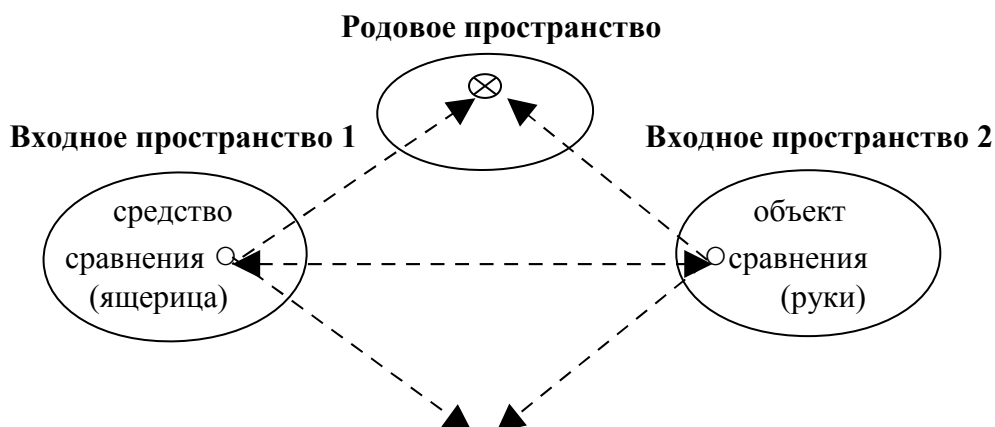 Родовое пространство
Входное пространство 1
Входное пространство 2
средство
сравнения
(ящерица)
объект
сравнения
(руки)